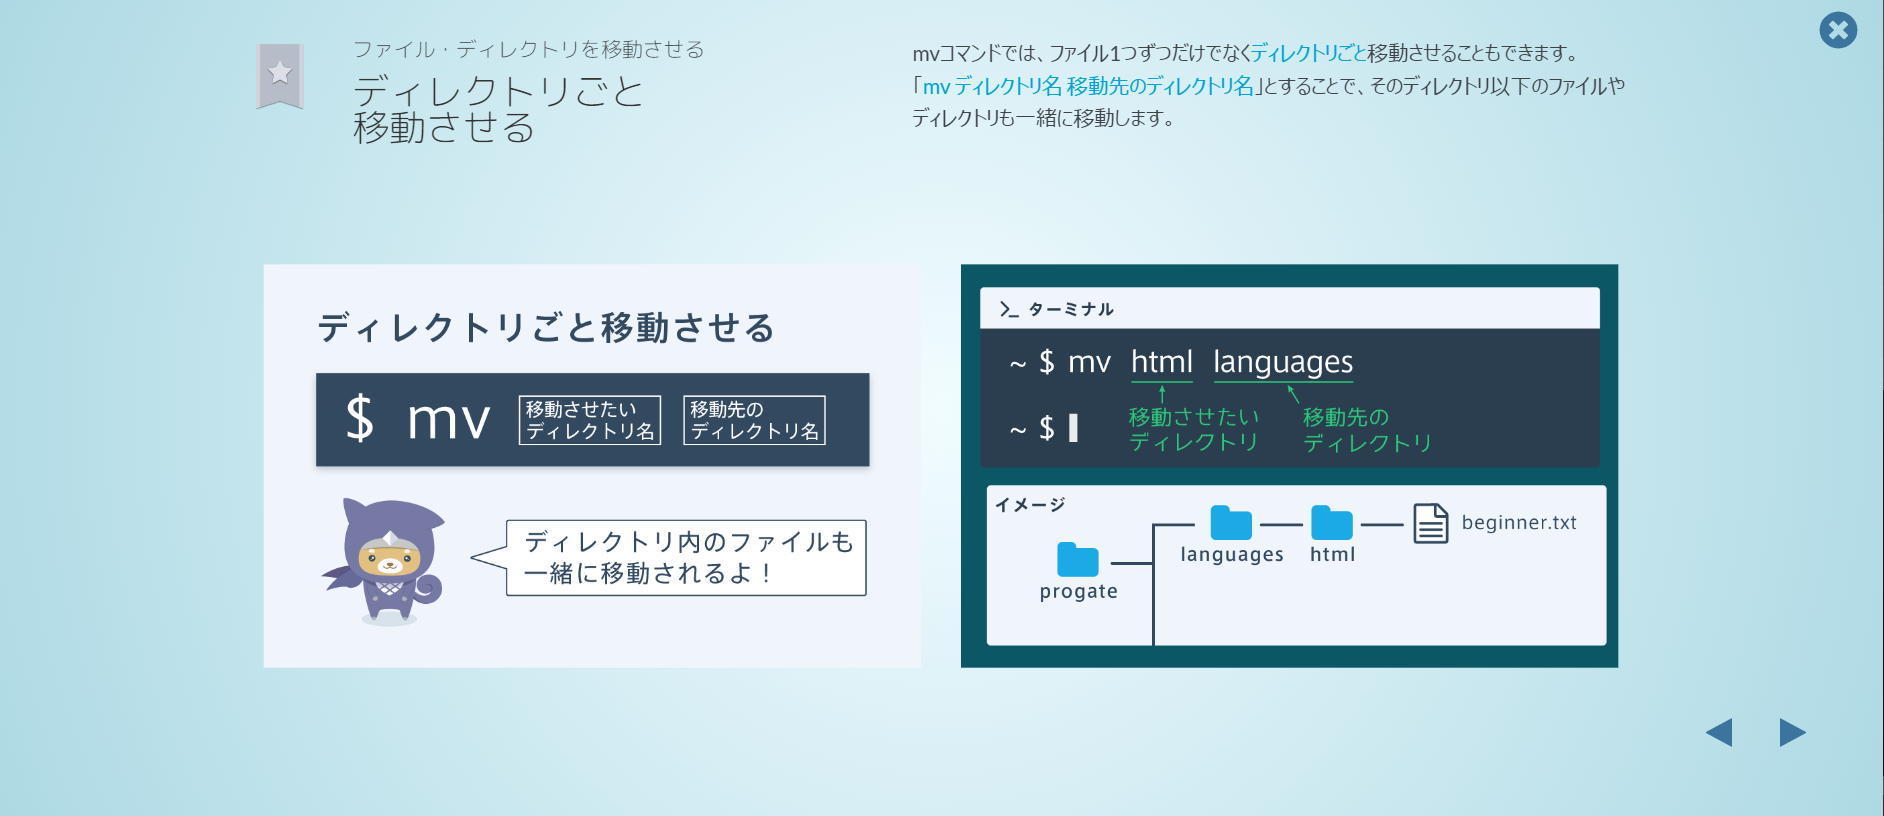 ファイル・ディレクトリを移動させる
ディレクトリごと
移動させる
mvコマンドでは、ファイル1つずつだけでなくディレクトリごと移動させることもできます。
「mv ディレクトリ名 移動先のディレクトリ名」とすることで、そのディレクトリ以下のファイルや
ディレクトリも一緒に移動します。
ディレクトリごと移動させる
$ mv 移動させたい 移動先の
ディレクトリ名 ディレクトリ名
ディレクトリ内のファイルも
一緒に移動されるよ！
>_ ターミナル
~ $ mv html languages
移動させたい 移動先の
ディレクトリ ディレクトリ
~ $
イメージ
beginner.txt
languages html
progate